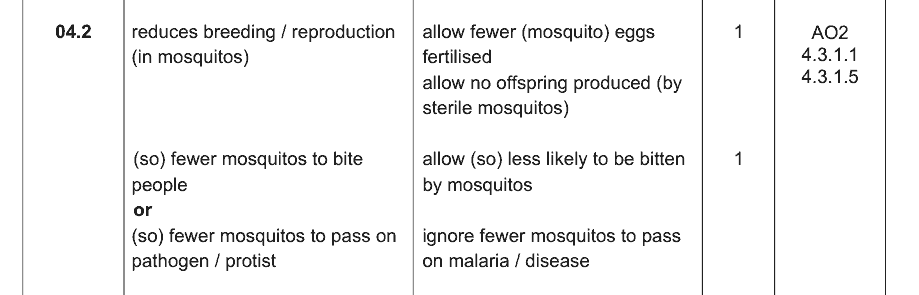 04.2
reduces breeding / reproduction
(in mosquitos)
allow fewer (mosquito) eggs
fertilised
allow no offspring produced (by
sterile mosquitos)
1
AO2
4.3.1.1
4.3.1.5
(so) fewer mosquitos to bite
people
or
(so) fewer mosquitos to pass on
pathogen / protist
allow (so) less likely to be bitten
by mosquitos
ignore fewer mosquitos to pass
on malaria / disease
1